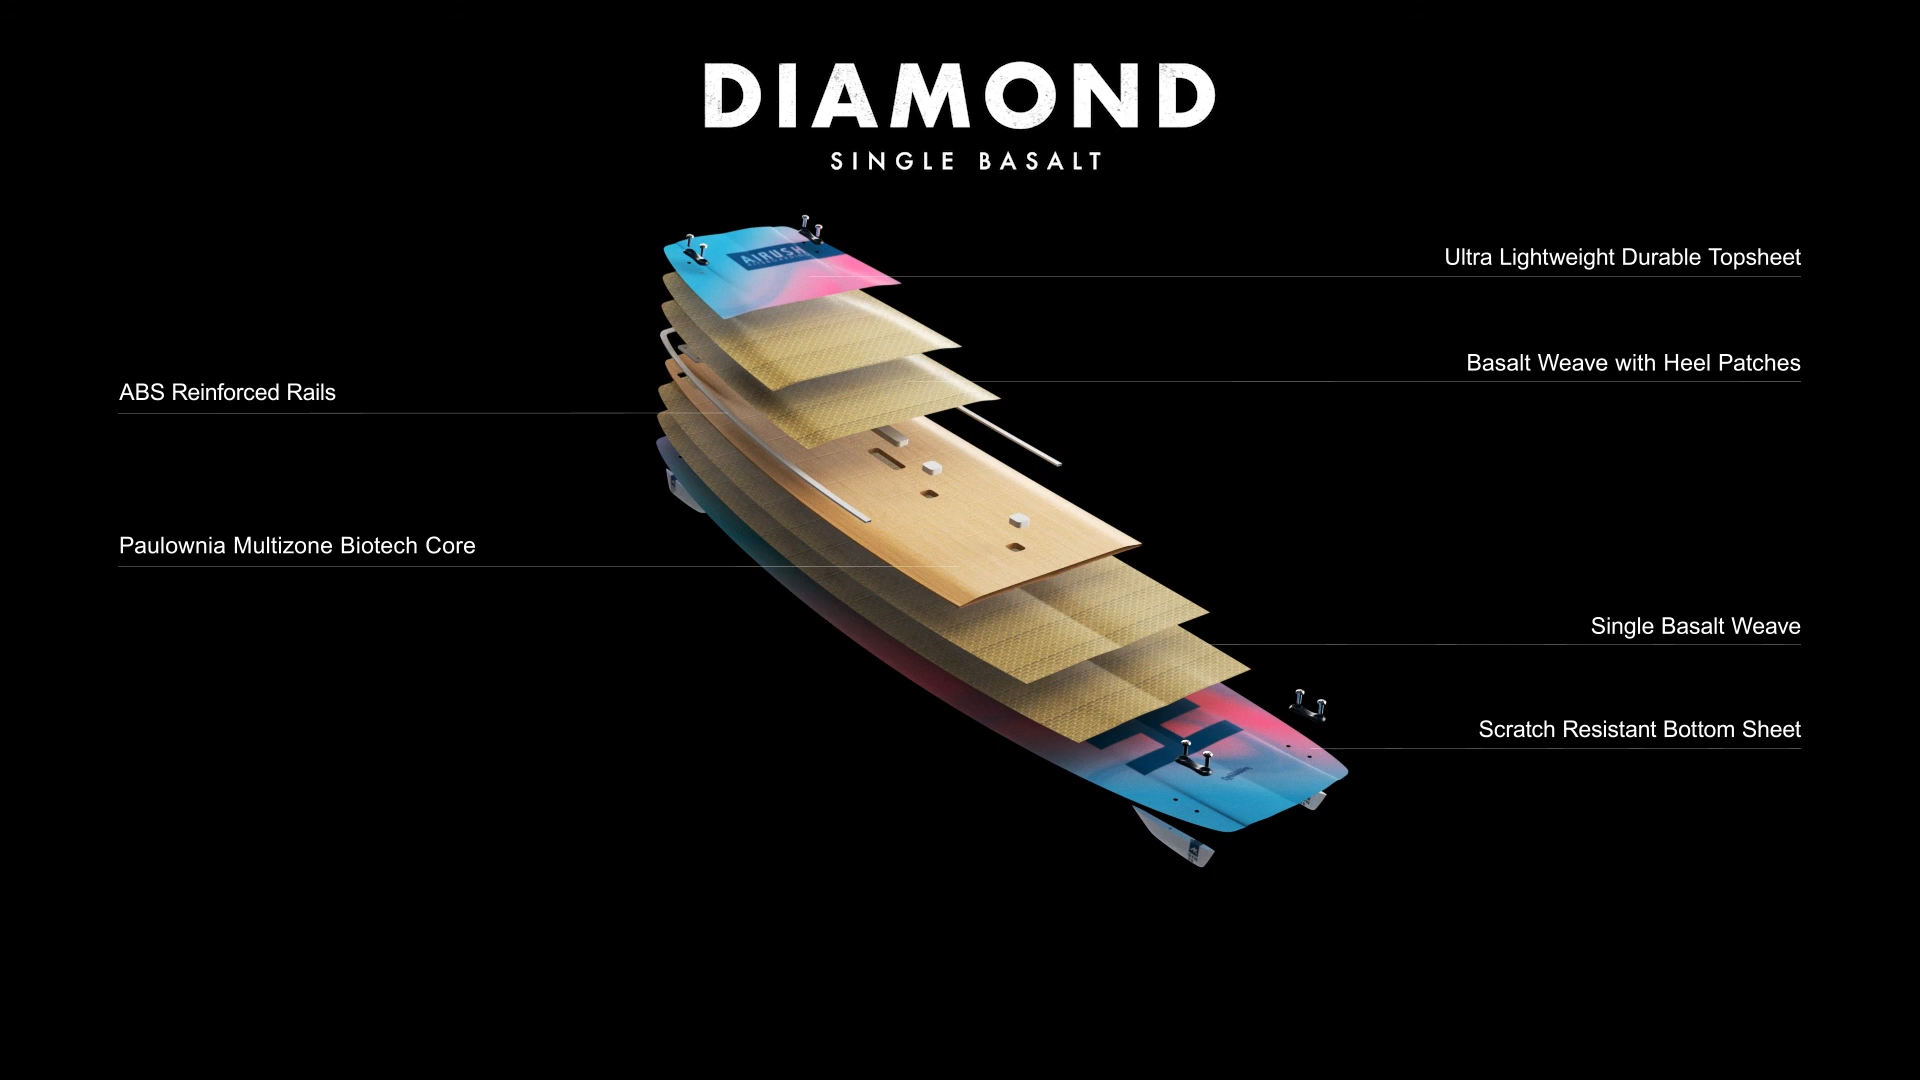 DIAMOND
SINGLE BASALT
AIRUSH
Ultra Lightweight Durable Topsheet
Basalt Weave with Heel Patches
ABS Reinforced Rails
Paulownia Multizone Biotech Core
Single Basalt Weave
Scratch Resistant Bottom Sheet